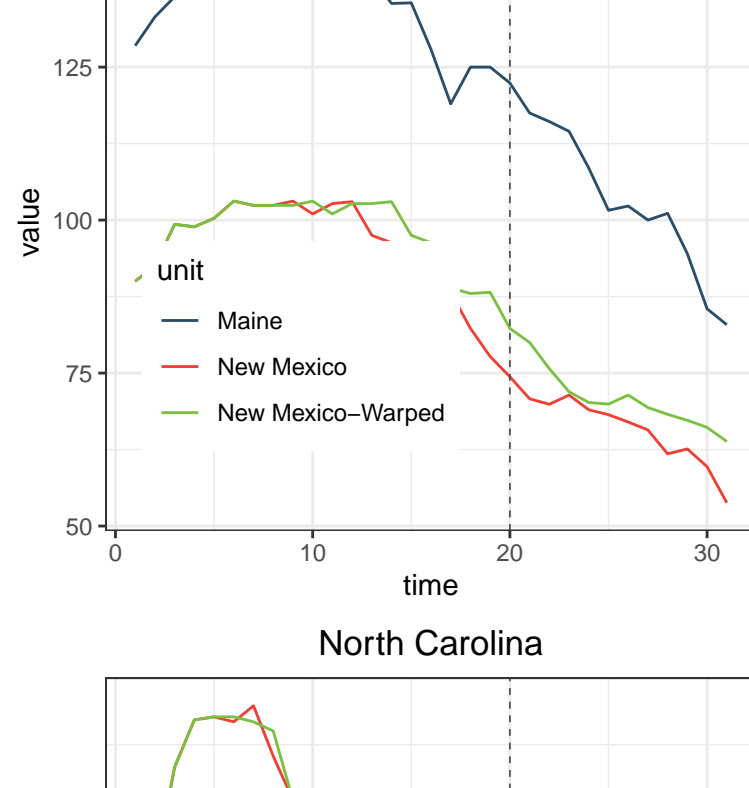 125
100
75
50
value
unit
Maine
New Mexico
New Mexico−Warped
0 10 20 30
time
North Carolina